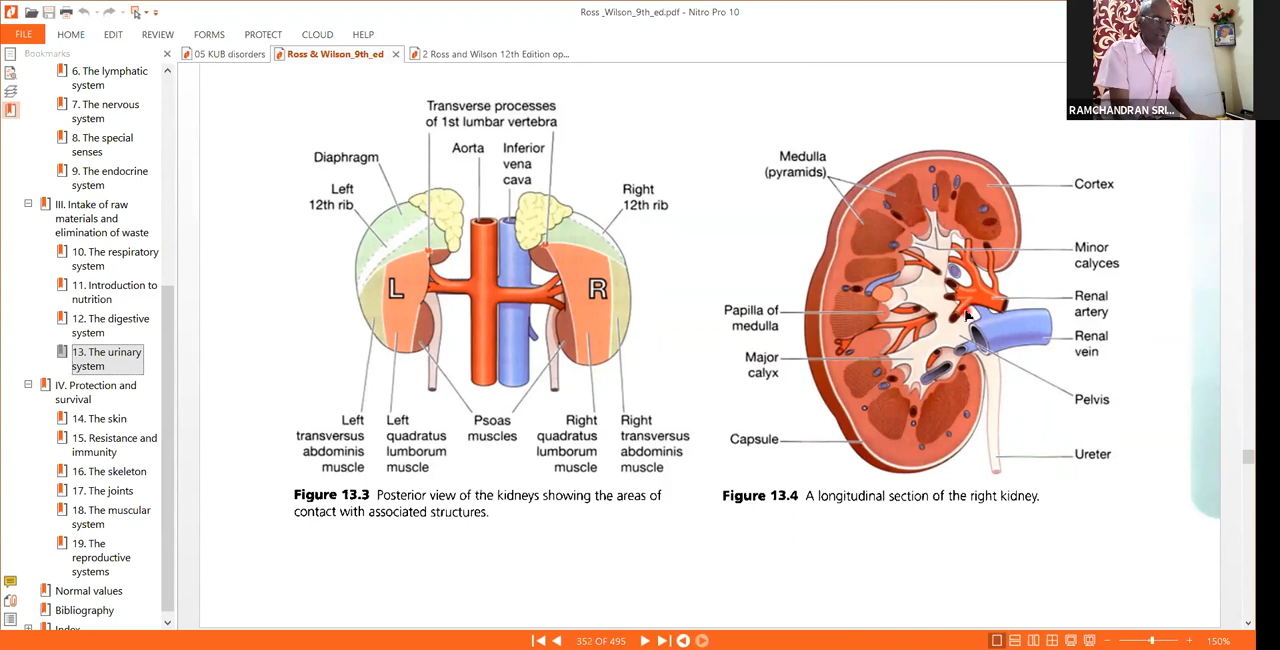 Ross _Wilson_9th_ed.pdf - Nitro Pro 10
FILE
HOME
EDIT
REVIEW
FORMS
PROTECT
CLOUD
HELP
Bookmarks
05 KUB disorders
Ross & Wilson_9th_ed
2 Ross and Wilson 12th Edition op...
6. The lymphatic
system
7. The nervous
system
8. The special
senses
9. The endocrine
system
III. Intake of raw
materials and
elimination of waste
10. The respiratory
system
11. Introduction to
nutrition
12. The digestive
system
13. The urinary
system
IV. Protection and
survival
14. The skin
15. Resistance and
immunity
16. The skeleton
17. The joints
18. The muscular
system
19. The
reproductive
systems
Normal values
Bibliography
Index
Transverse processes
of 1st lumbar vertebra
Diaphragm
Aorta
Inferior
vena
cava
Left
12th rib
Right
12th rib
L
R
Left
transversus
abdominis
muscle
Left
quadratus
lumborum
muscle
Psoas
muscles
Right
quadratus
lumborum
muscle
Right
transversus
abdominis
muscle
Figure 13.3 Posterior view of the kidneys showing the areas of
contact with associated structures.
Medulla
(pyramids)
Cortex
Minor
calyces
Renal
artery
Papilla of
medulla
Renal
vein
Major
calyx
Pelvis
Capsule
Ureter
Figure 13.4 A longitudinal section of the right kidney.
RAMCHANDRAN SRI...
352 OF 495
150%